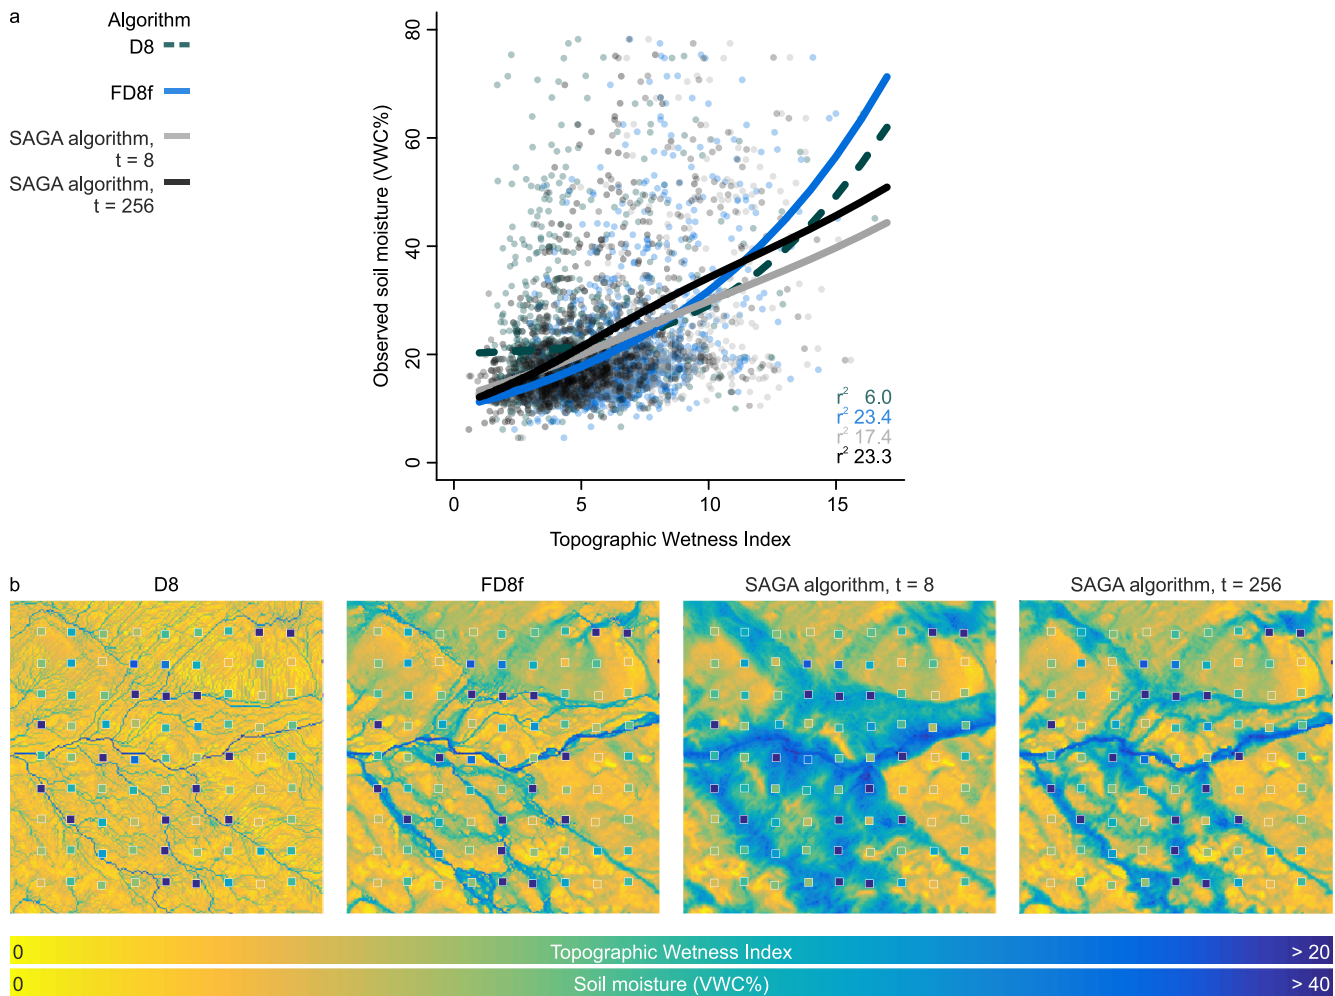 a
Algorithm
D8
FD8f
SAGA algorithm,
t = 8
SAGA algorithm,
t = 256
80
60
40
20
0
Observed soil moisture (VWC%)
r² 6.0
r² 23.4
r² 17.4
r² 23.3
0 5 10 15
Topographic Wetness Index
b
D8 FD8f SAGA algorithm, t = 8 SAGA algorithm, t = 256
0 Topographic Wetness Index > 20
0 Soil moisture (VWC%) > 40